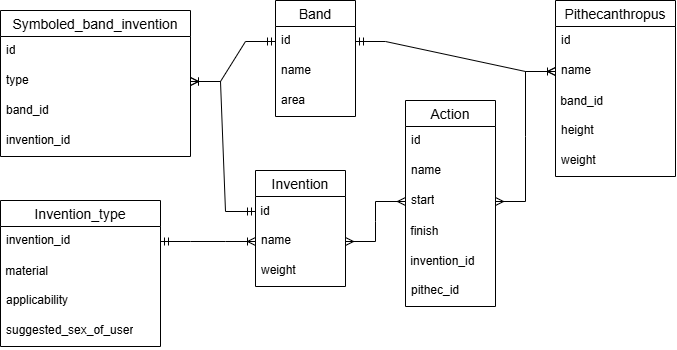 Symboled_band_invention
id
type
band_id
invention_id
Band
id
name
area
Pithecanthropus
id
name
band_id
height
weight
Action
id
name
start
finish
invention_id
pithec_id
Invention
id
name
weight
Invention_type
invention_id
material
applicability
suggested_sex_of_user